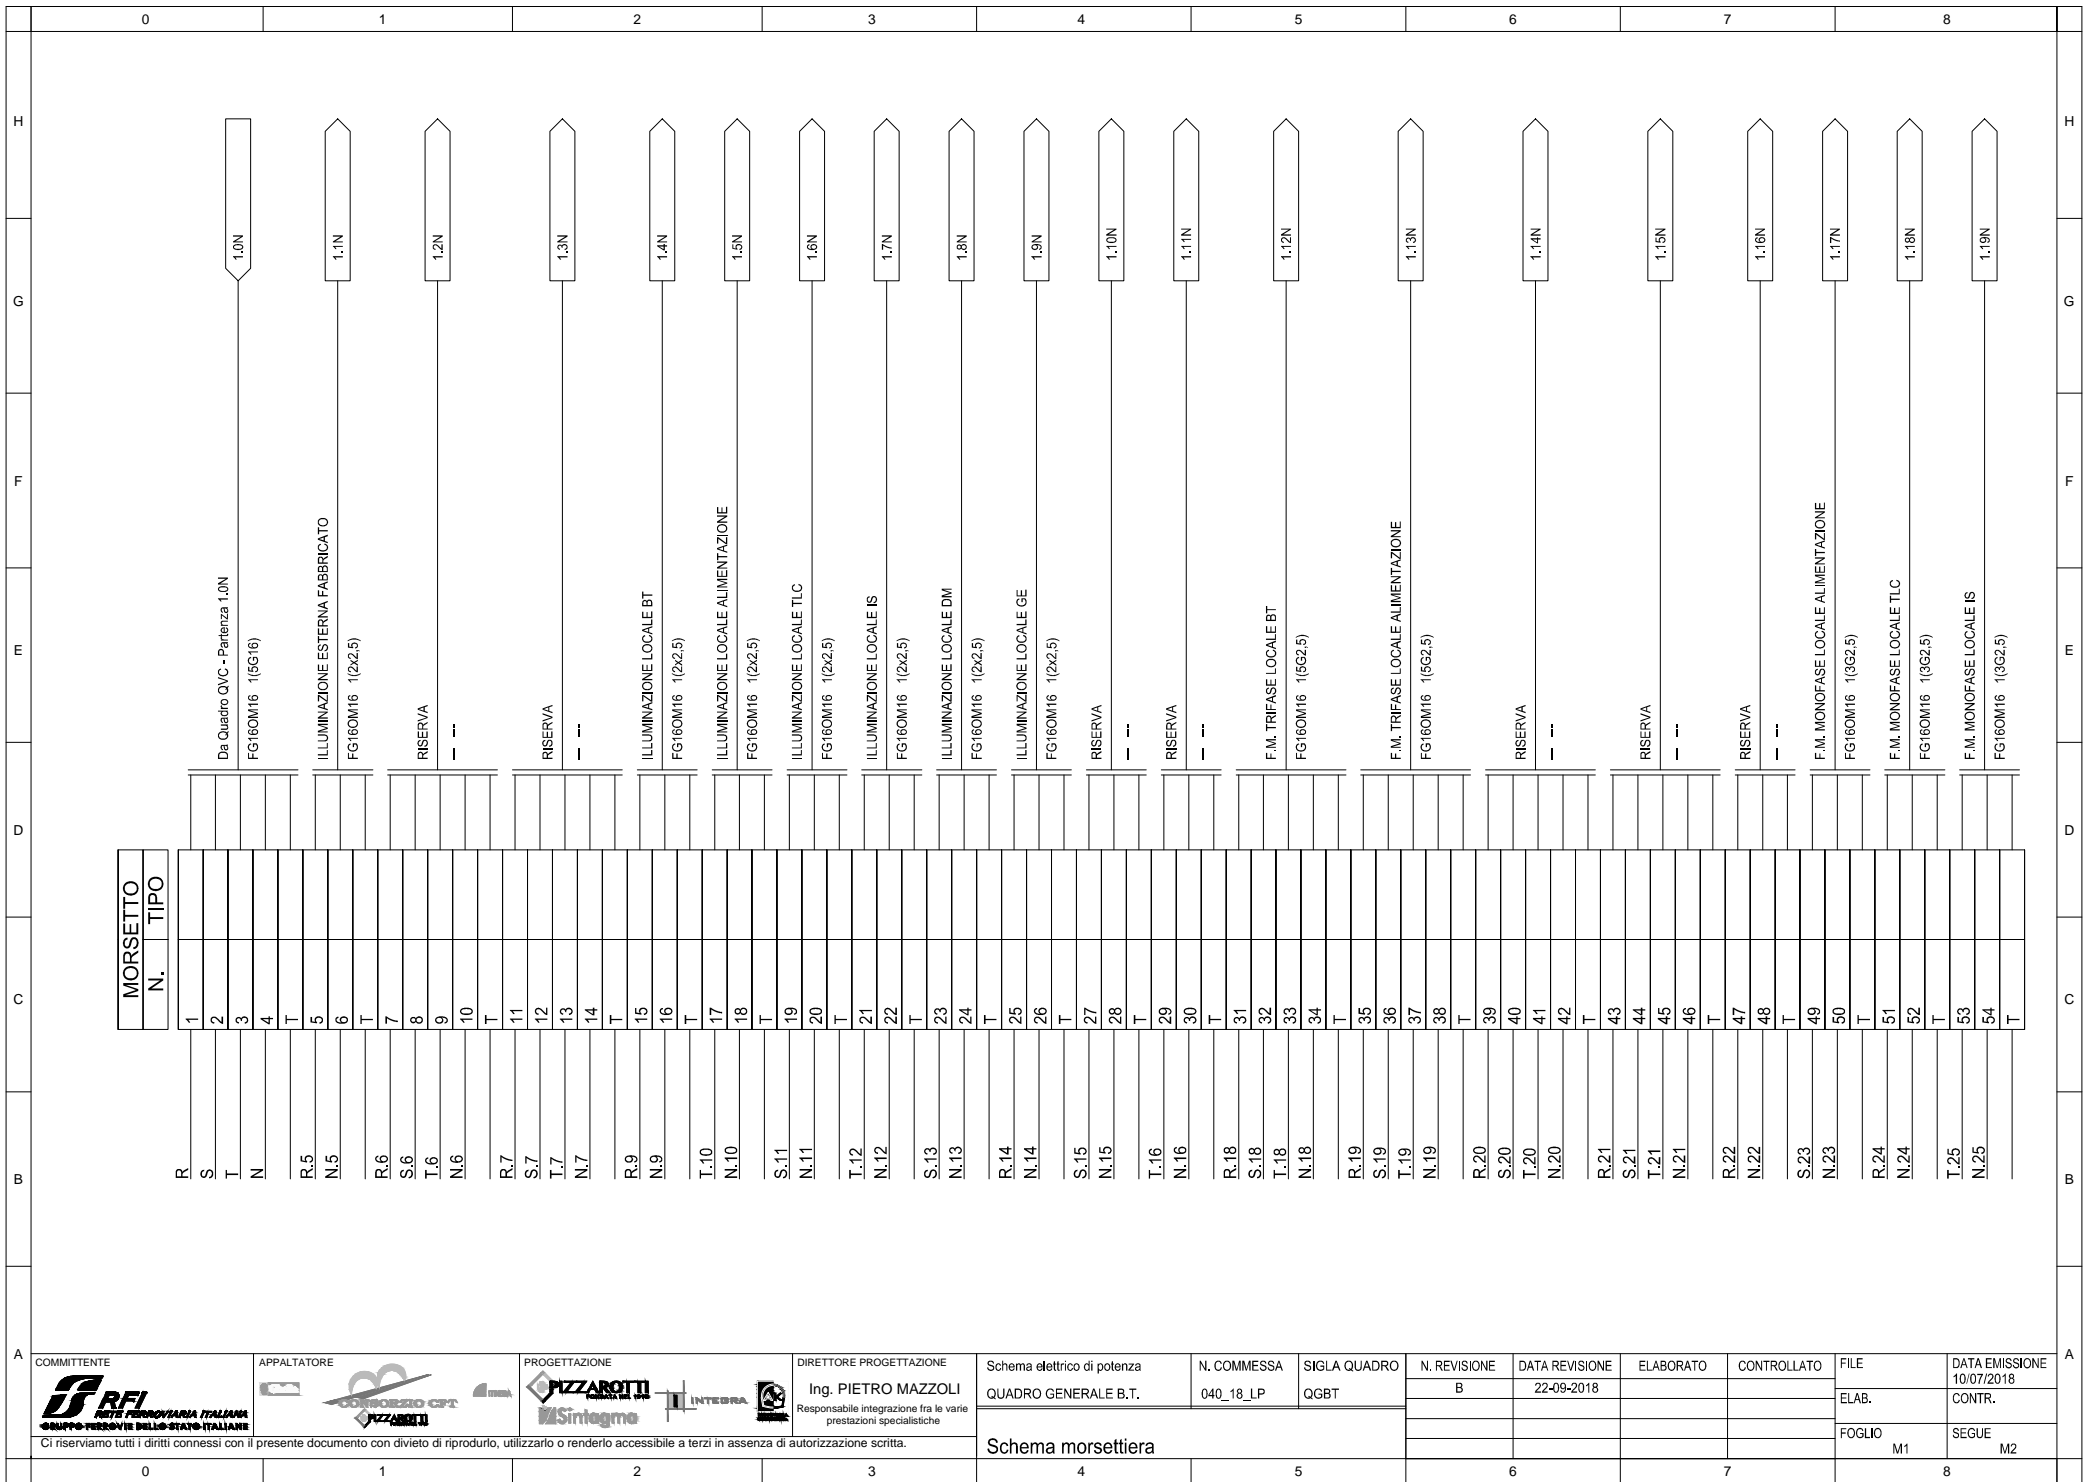 0 1 2 3 4 5 6 7 8
H H
G G
F F
E E
D D
C C
B B
A A
1.0N
1.1N
1.2N
1.3N
1.4N
1.5N
1.6N
1.7N
1.8N
1.9N
1.10N
1.11N
1.12N
1.13N
1.14N
1.15N
1.16N
1.17N
1.18N
1.19N
Da Quadro QVC - Partenza 1.0N
FG16OM16 1(5G16)
ILLUMINAZIONE ESTERNA FABBRICATO
FG16OM16 1(2x2,5)
RISERVA
RISERVA
ILLUMINAZIONE LOCALE BT
FG16OM16 1(2x2,5)
ILLUMINAZIONE LOCALE ALIMENTAZIONE
FG16OM16 1(2x2,5)
ILLUMINAZIONE LOCALE TLC
FG16OM16 1(2x2,5)
ILLUMINAZIONE LOCALE IS
FG16OM16 1(2x2,5)
ILLUMINAZIONE LOCALE DM
FG16OM16 1(2x2,5)
ILLUMINAZIONE LOCALE GE
FG16OM16 1(2x2,5)
RISERVA
RISERVA
F.M. TRIFASE LOCALE BT
FG16OM16 1(5G2,5)
F.M. TRIFASE LOCALE ALIMENTAZIONE
FG16OM16 1(5G2,5)
RISERVA
RISERVA
RISERVA
F.M. MONOFASE LOCALE ALIMENTAZIONE
FG16OM16 1(3G2,5)
F.M. MONOFASE LOCALE TLC
FG16OM16 1(3G2,5)
F.M. MONOFASE LOCALE IS
FG16OM16 1(3G2,5)
MORSETTO
N. TIPO
1 2 3 4 T 5 6 T 7 8 9 10 T 11 12 13 14 T 15 16 T 17 18 T 19 20 T 21 22 T 23 24 T 25 26 T 27 28 T 29 30 T 31 32 33 34 T 35 36 37 38 T 39 40 41 42 T 43 44 45 46 T 47 48 T 49 50 T 51 52 T 53 54 T
R S T N R.5 N.5 R.6 S.6 T.6 N.6 R.7 S.7 T.7 N.7 R.9 N.9 T.10 N.10 S.11 N.11 T.12 N.12 S.13 N.13 R.14 N.14 S.15 N.15 T.16 N.16 R.18 S.18 T.18 N.18 R.19 S.19 T.19 N.19 R.20 S.20 T.20 N.20 R.21 S.21 T.21 N.21 R.22 N.22 S.23 N.23 R.24 N.24 T.25 N.25
COMMITTENTE
RFI
RETE FERROVIARIA ITALIANA
GRUPPO FERROVIE DELLO STATO ITALIANE
APPALTATORE
CONSORZIO CFT
PIZZAROTTI
PROGETTAZIONE
PIZZAROTTI
FONDATA NEL 1910
Sintagma
INTEGRA
DIRETTORE PROGETTAZIONE
Ing. PIETRO MAZZOLI
Responsabile integrazione fra le varie
prestazioni specialistiche
Ci riserviamo tutti i diritti connessi con il presente documento con divieto di riprodurlo, utilizzarlo o renderlo accessibile a terzi in assenza di autorizzazione scritta.
Schema elettrico di potenza
QUADRO GENERALE B.T.
Schema morsettiera
N. COMMESSA
040_18_LP
SIGLA QUADRO
QGBT
N. REVISIONE DATA REVISIONE ELABORATO CONTROLLATO
B 22-09-2018
FILE
DATA EMISSIONE
10/07/2018
ELAB.
CONTR.
FOGLIO
M1
SEGUE
M2
0 1 2 3 4 5 6 7 8